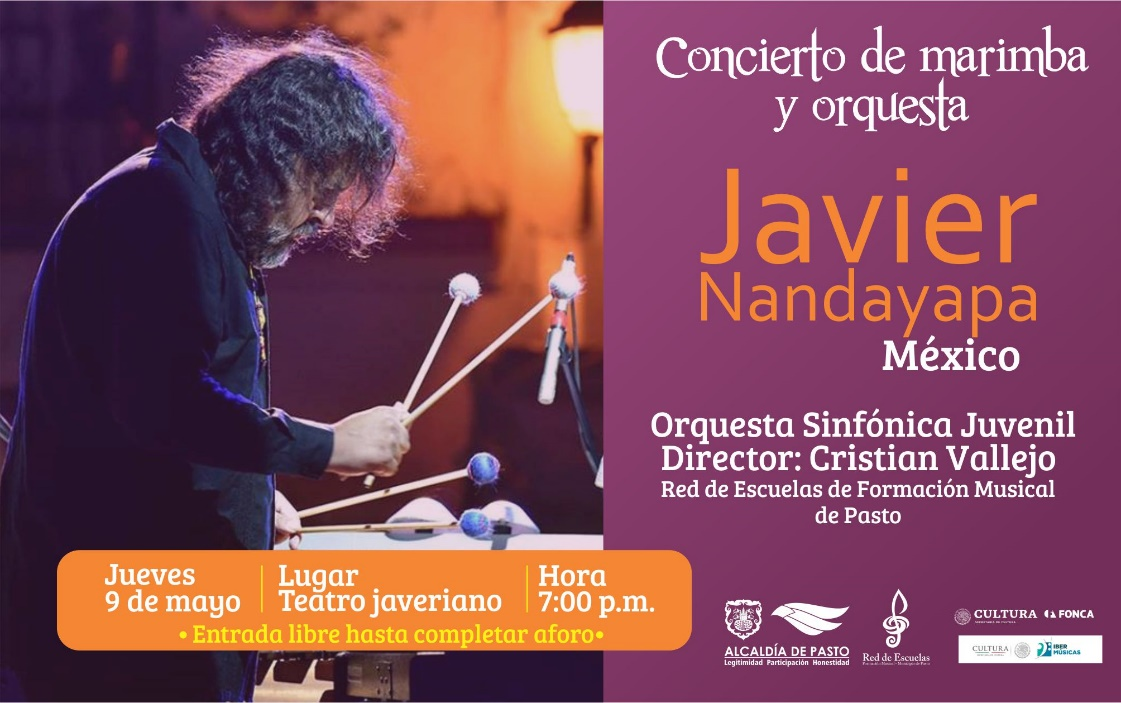 Concierto de marimba
y orquesta
Javier
Nandayapa
México
Orquesta Sinfónica Juvenil
Director: Cristian Vallejo
Red de Escuelas de Formación Musical
de Pasto
Jueves
9 de mayo
Lugar
Teatro javeriano
Hora
7:00 p.m.
• Entrada libre hasta completar aforo•
ALCALDÍA DE PASTO
Legitimidad Participación Honestidad
Red de Escuelas
CULTURA
FONCA
CULTURA
IBER
MÚSICAS